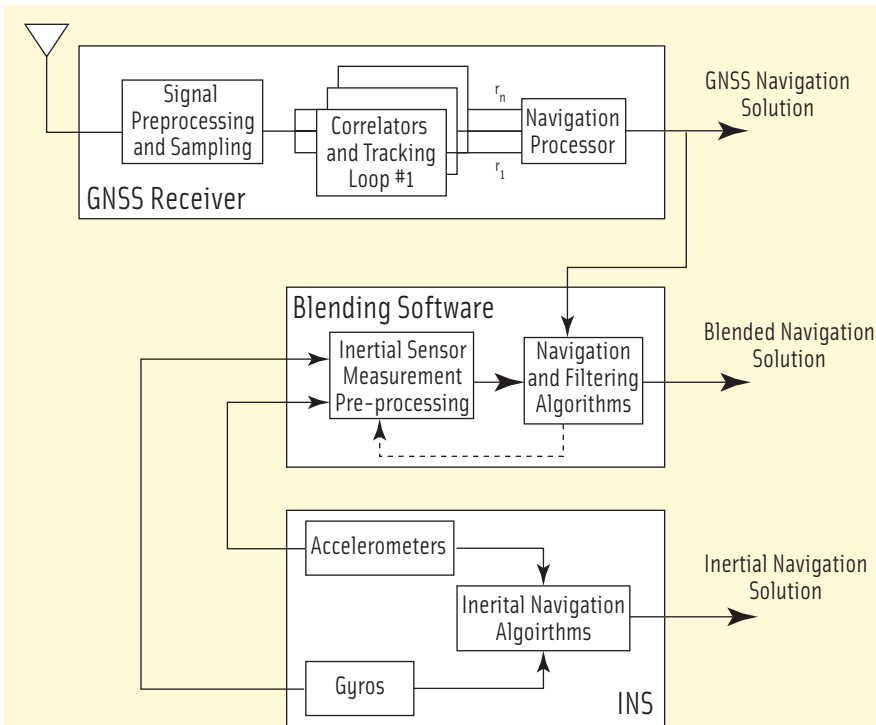 GNSS Navigation
Solution
Signal
Preprocessing
and Sampling
Correlators
and Tracking
Loop #1
rn
r1
Navigation
Processor
GNSS Receiver
Blending Software
Inertial Sensor
Measurement
Pre-processing
Navigation
and Filtering
Algorithms
Blended Navigation
Solution
Accelerometers
Inerital Navigation
Algoirthms
Inertial Navigation
Solution
Gyros
INS